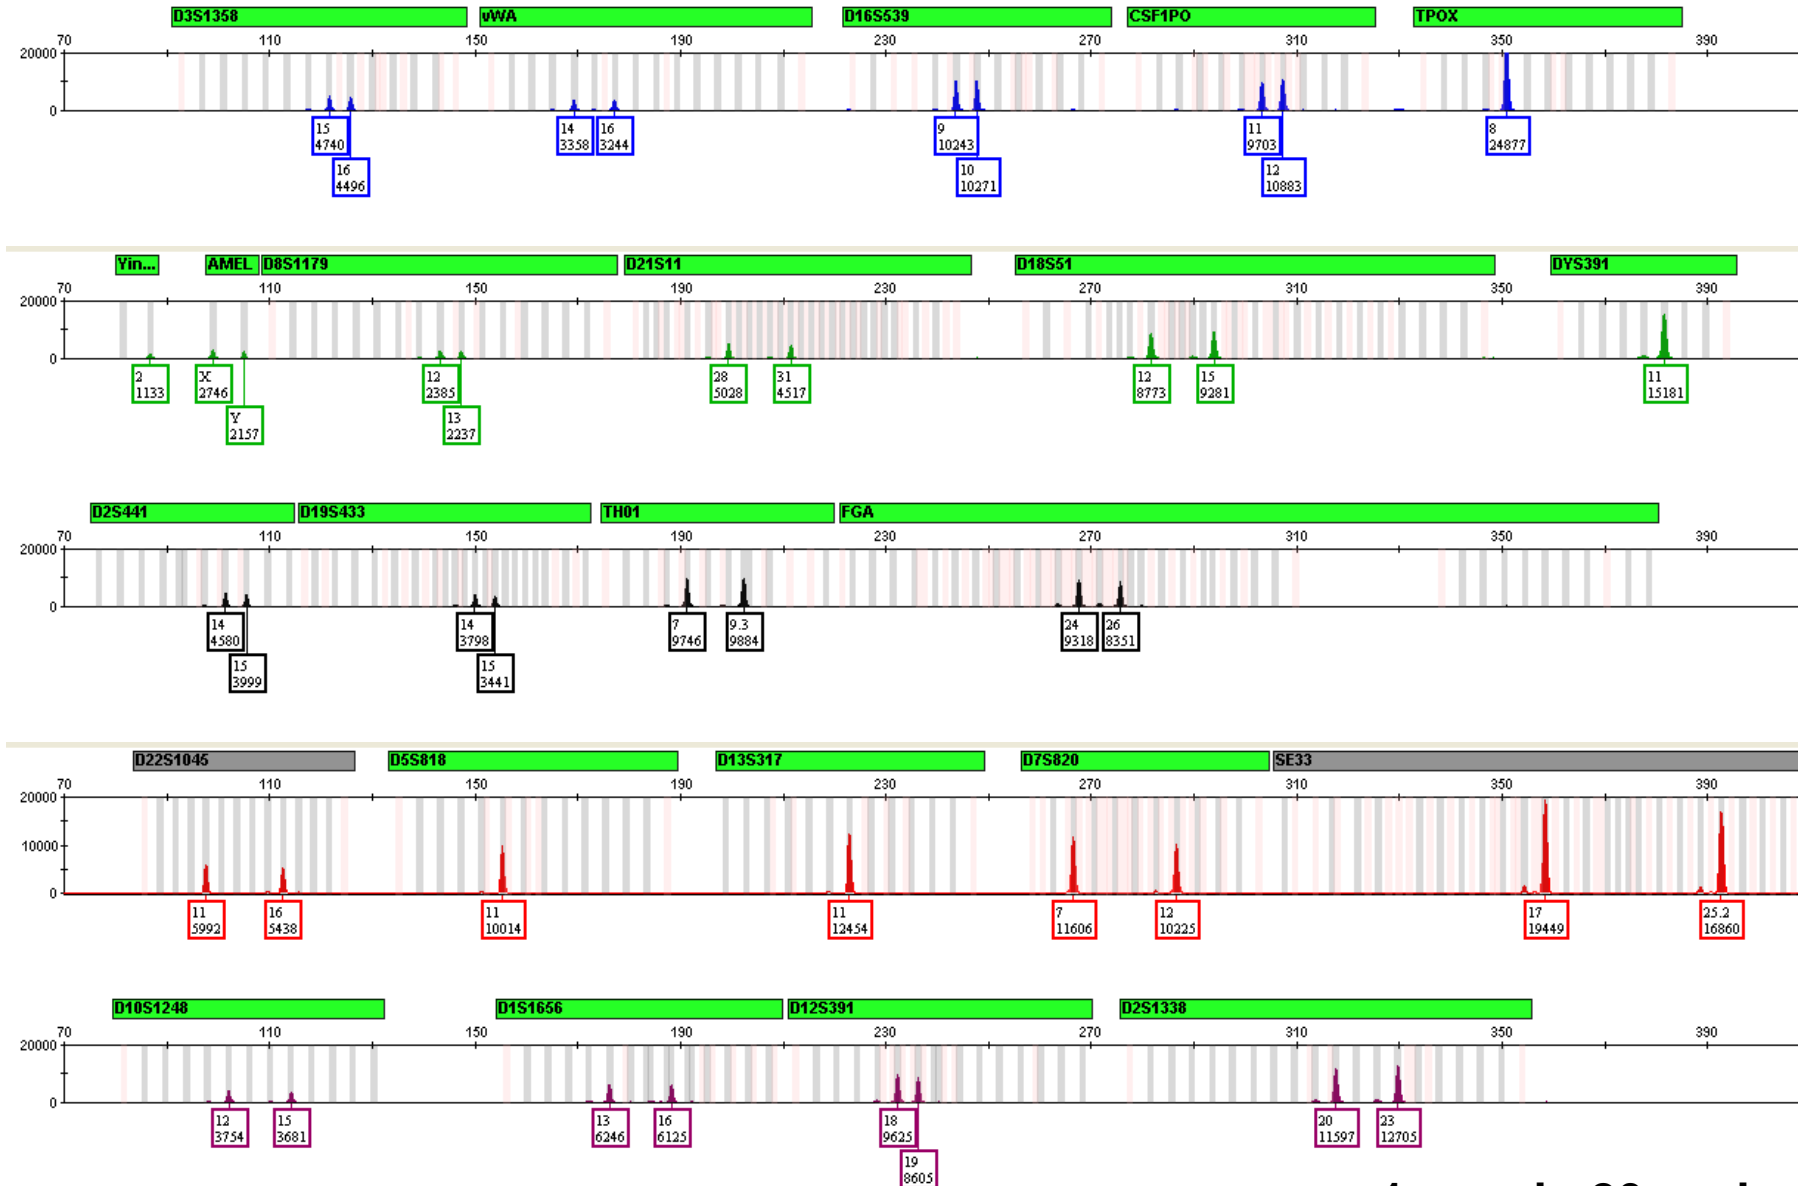 D3S1358 vWA D16S539 CSF1PO TPOX
70 110 150 190 230 270 310 350 390
20000
0
15 14 16 9 11 8
4740 3358 3244 10243 9703 24877
16 10 12
4496 10271 10883
Yin... AMEL D8S1179 D21S11 D18S51 DYS391
70 110 150 190 230 270 310 350 390
20000
0
2 X 12 28 31 12 15 11
1133 2746 2385 5028 4517 8773 9281 15181
Y 13
2157 2237
D2S441 D19S433 TH01 FGA
70 110 150 190 230 270 310 350 390
20000
0
14 14 7 9.3 24 26
4580 3798 9746 9884 9318 8351
15 15
3999 3441
D22S1045 D5S818 D13S317 D7S820 SE33
70 110 150 190 230 270 310 350 390
20000
10000
0
11 16 11 11 7 12 17 25.2
5992 5438 10014 12454 11606 10225 19449 16860
D10S1248 D1S1656 D12S391 D2S1338
70 110 150 190 230 270 310 350 390
20000
0
12 15 13 16 18 20 23
3754 3681 6246 6125 9625 11597 12705
19
8605